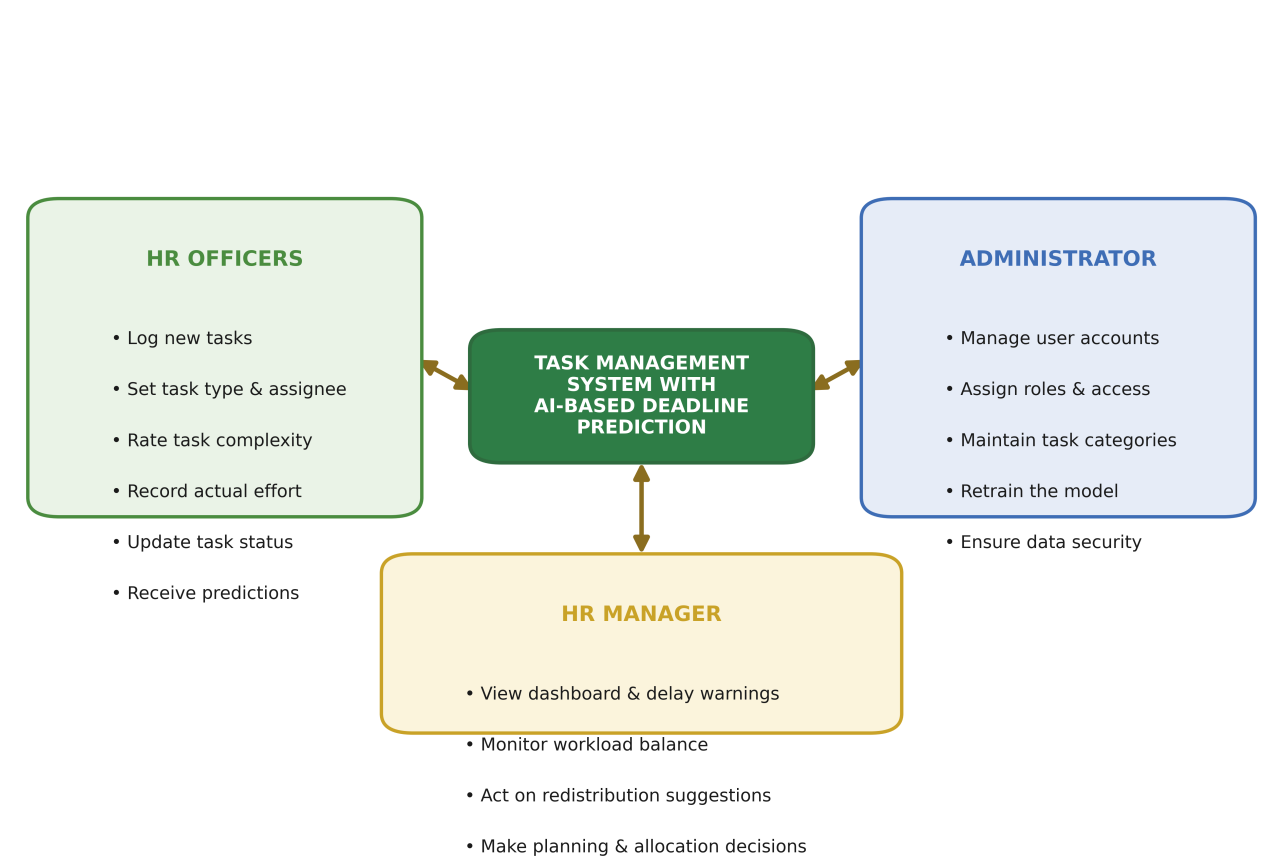 HR OFFICERS
• Log new tasks
• Set task type & assignee
• Rate task complexity
• Record actual effort
• Update task status
• Receive predictions
TASK MANAGEMENT
SYSTEM WITH
AI-BASED DEADLINE
PREDICTION
ADMINISTRATOR
• Manage user accounts
• Assign roles & access
• Maintain task categories
• Retrain the model
• Ensure data security
HR MANAGER
• View dashboard & delay warnings
• Monitor workload balance
• Act on redistribution suggestions
• Make planning & allocation decisions